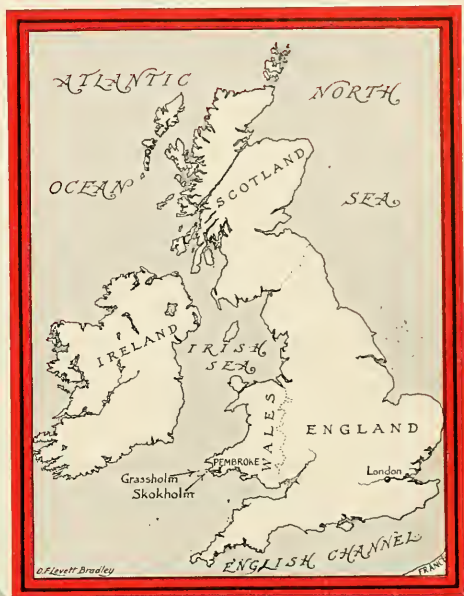 ATLANTIC
OCEAN
NORTH
SEA
SCOTLAND
IRELAND
IRISH
SEA
WALES
ENGLAND
PEMBROKE
Grassholm
Skokholm
London
ENGLISH CHANNEL
FRANCE
D.F. Levett Bradley